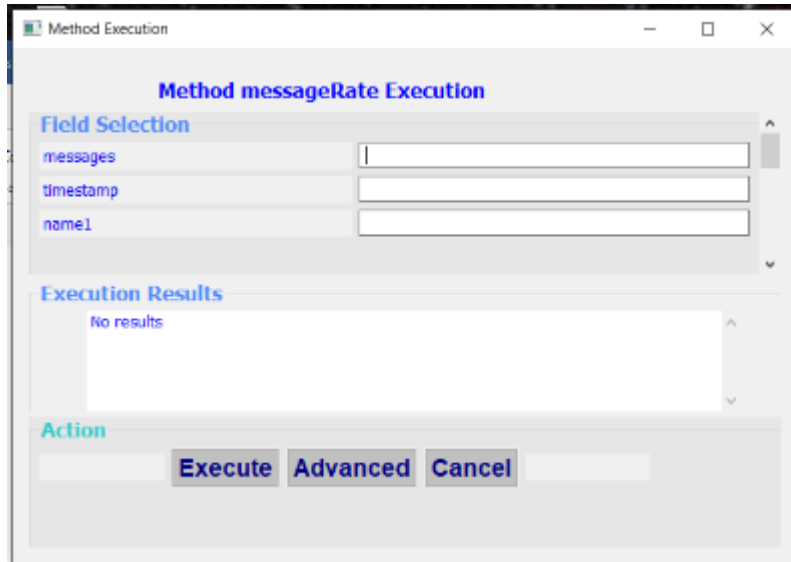 Method Execution
Method messageRate Execution
Field Selection
messages
timestamp
name1
Execution Results
No results
Action
Execute Advanced Cancel